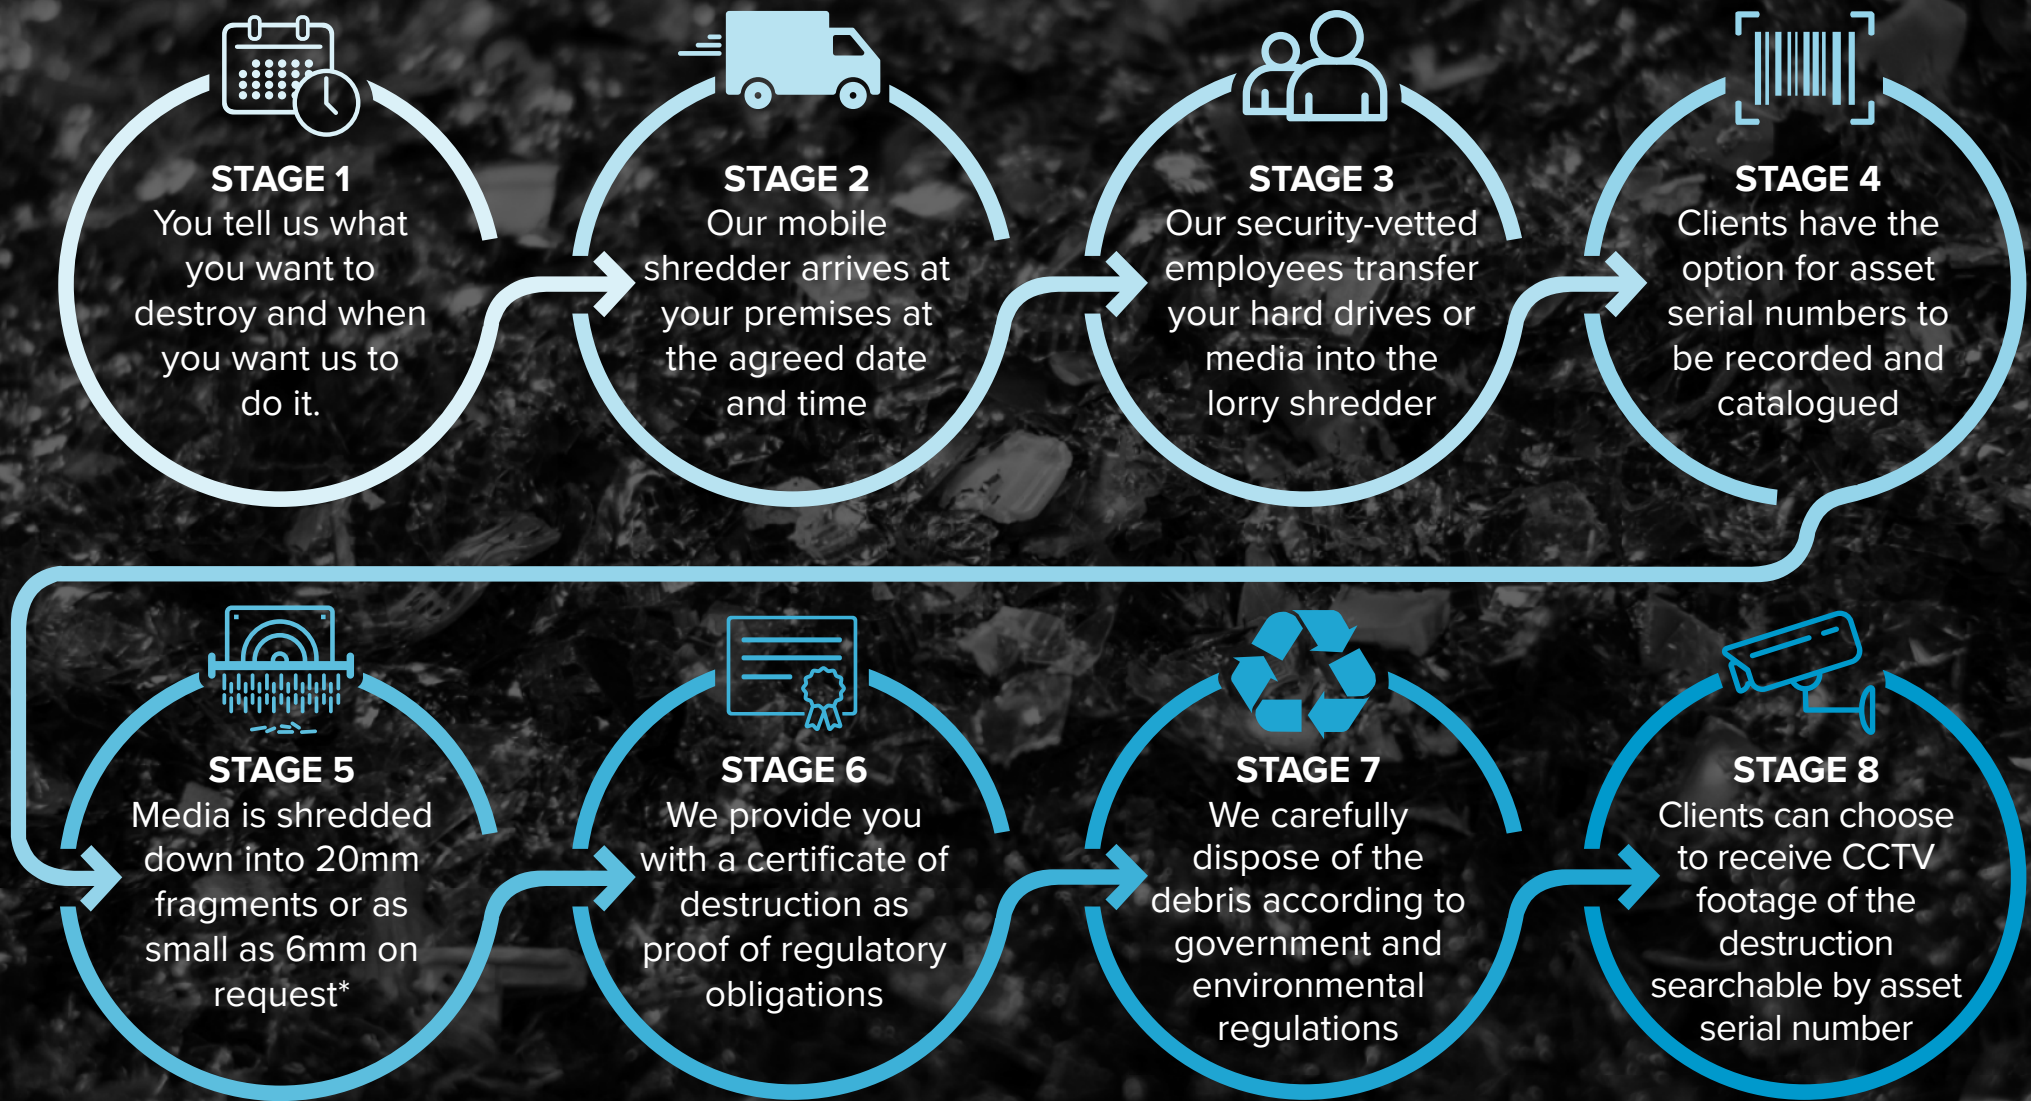 STAGE 1
You tell us what
you want to
destroy and when
you want us to
do it.
STAGE 2
Our mobile
shredder arrives at
your premises at
the agreed date
and time
STAGE 3
Our security-vetted
employees transfer
your hard drives or
media into the
lorry shredder
STAGE 4
Clients have the
option for asset
serial numbers to
be recorded and
catalogued
STAGE 5
Media is shredded
down into 20mm
fragments or as
small as 6mm on
request*
STAGE 6
We provide you
with a certificate of
destruction as
proof of regulatory
obligations
STAGE 7
We carefully
dispose of the
debris according to
government and
environmental
regulations
STAGE 8
Clients can choose
to receive CCTV
footage of the
destruction
searchable by asset
serial number